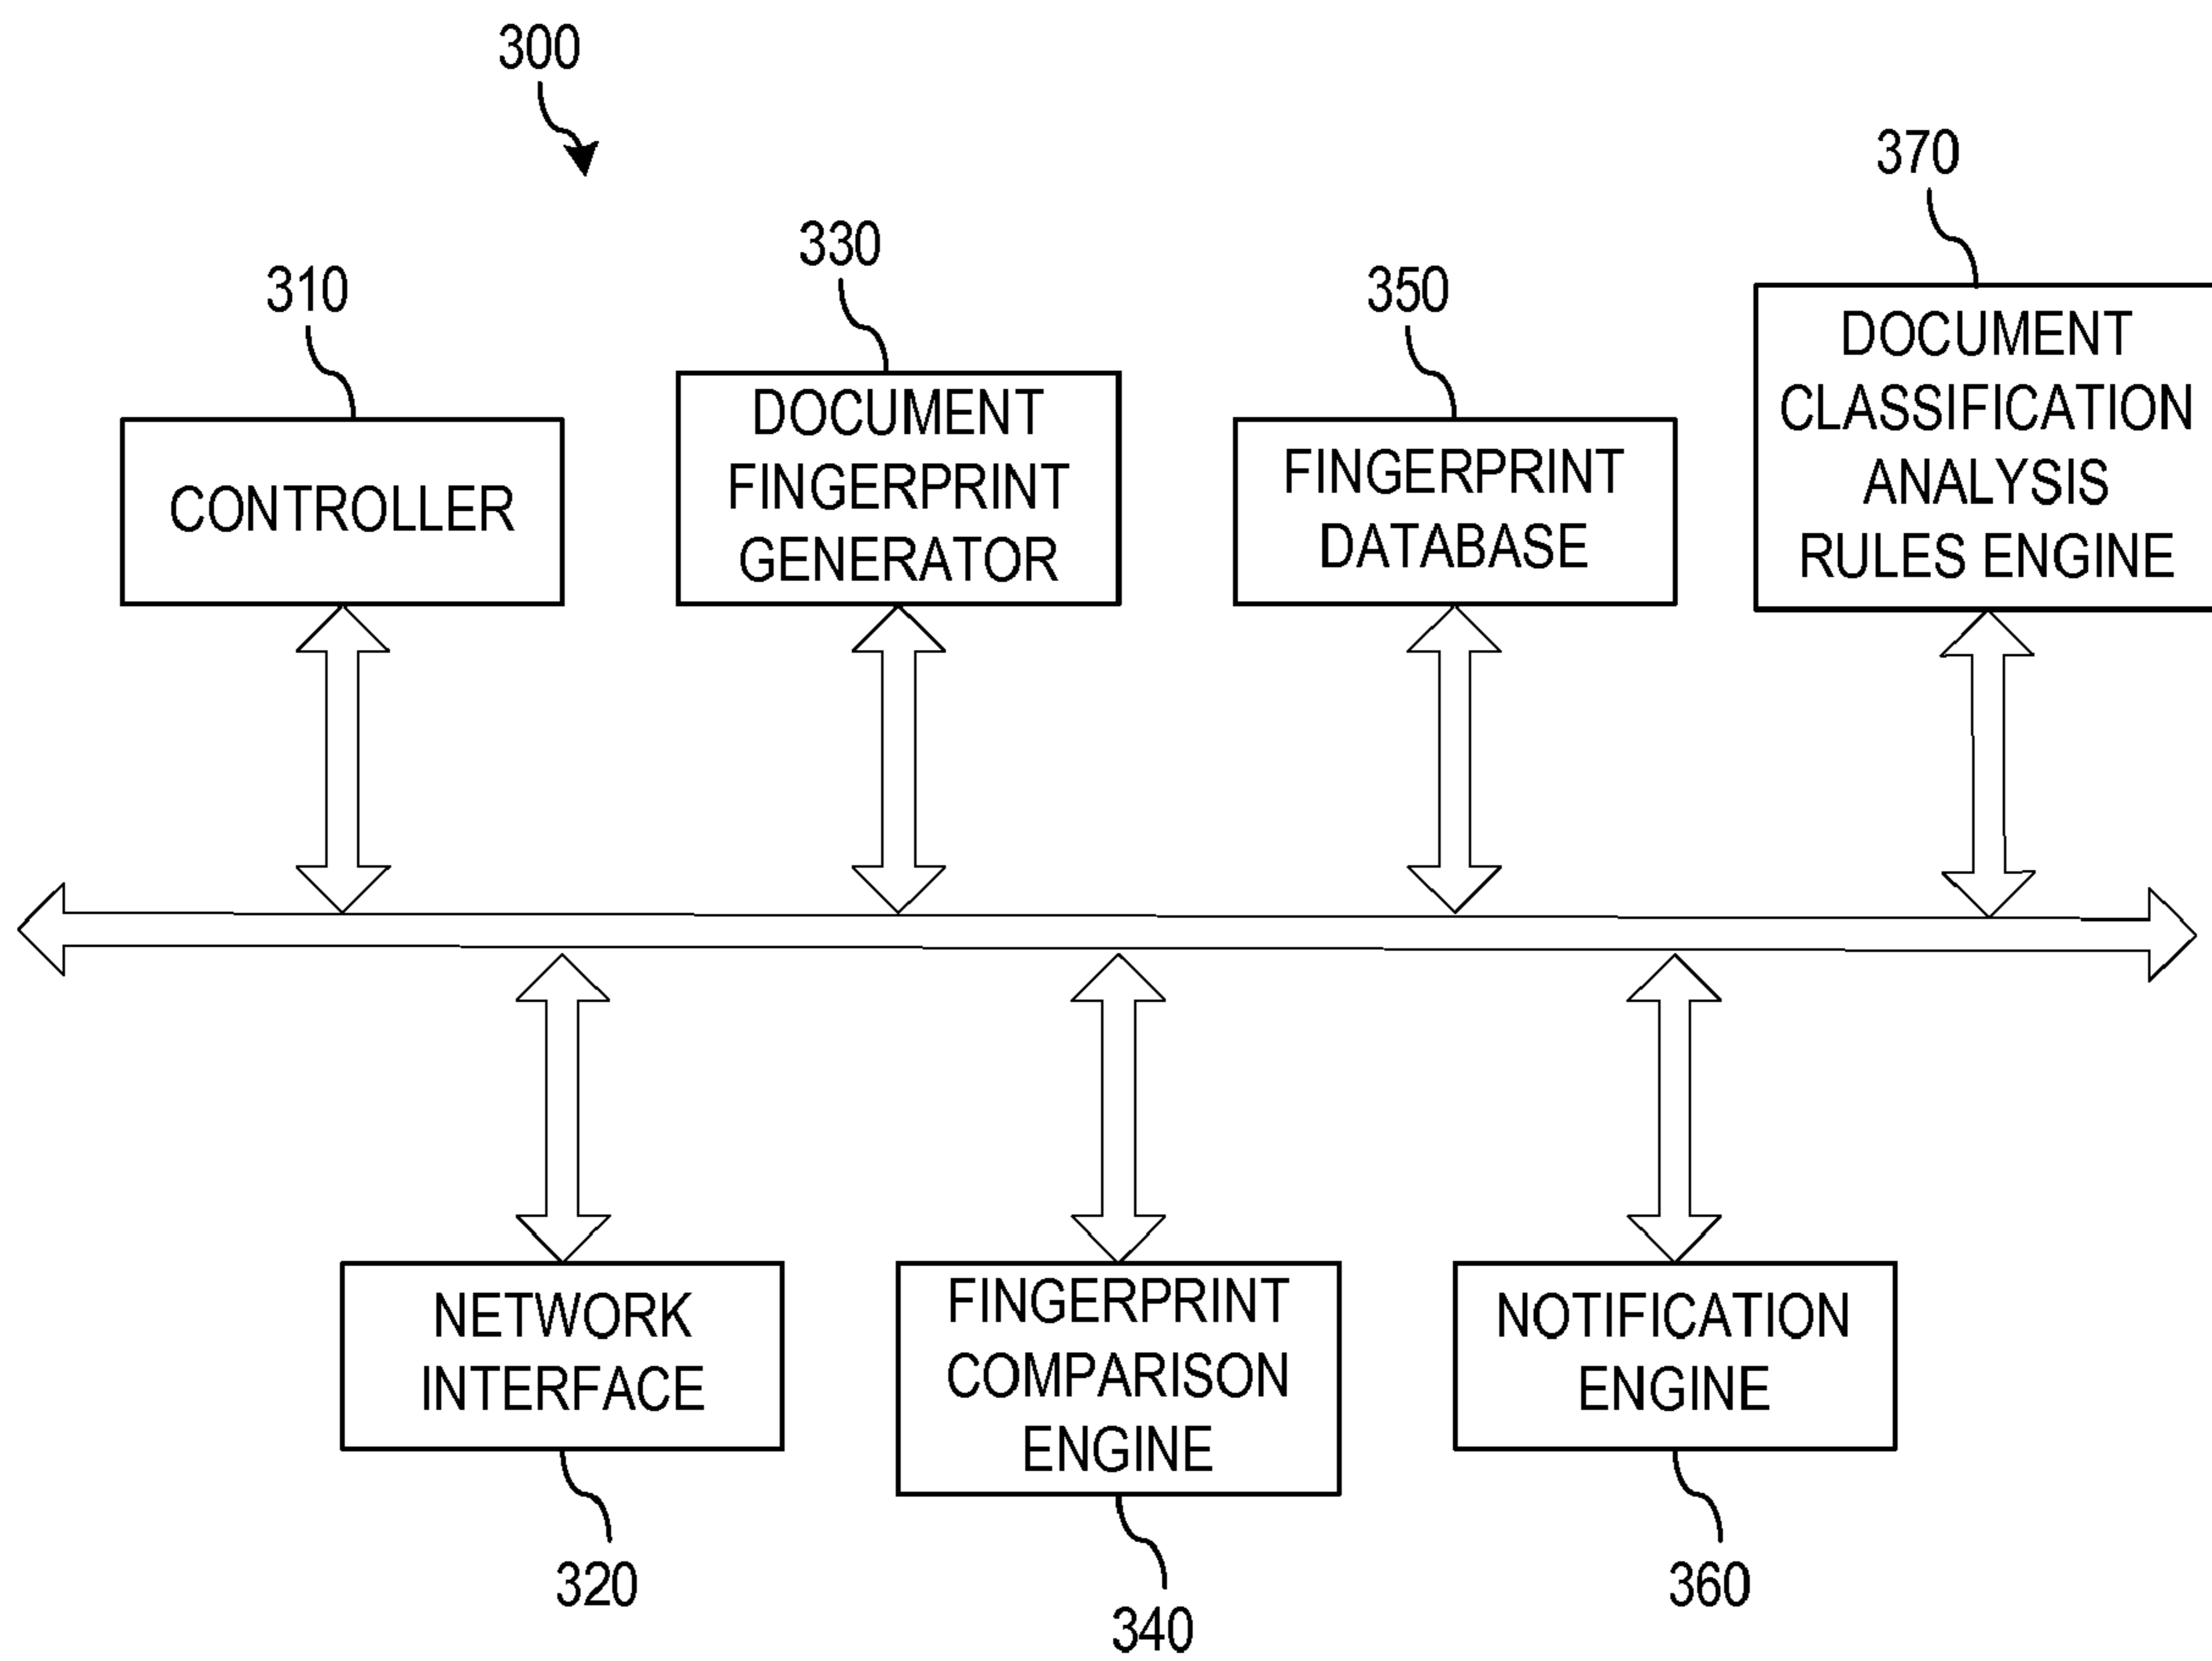 300
310
CONTROLLER
330
DOCUMENT
FINGERPRINT
GENERATOR
350
FINGERPRINT
DATABASE
370
DOCUMENT
CLASSIFICATION
ANALYSIS
RULES ENGINE
NETWORK
INTERFACE
320
FINGERPRINT
COMPARISON
ENGINE
340
NOTIFICATION
ENGINE
360